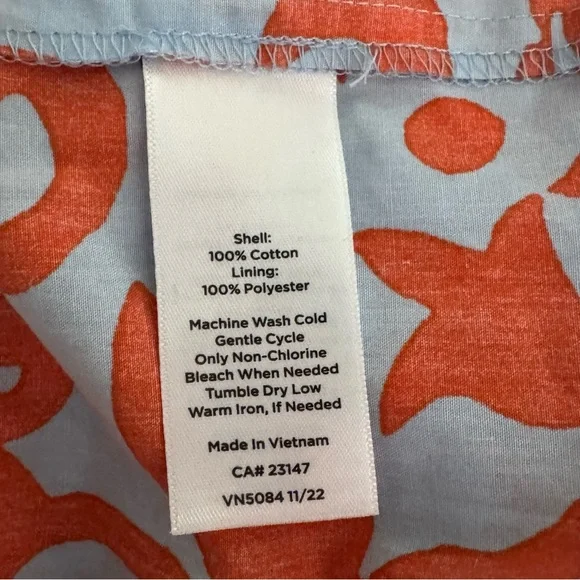 Shell:
100% Cotton
Lining:
100% Polyester
Machine Wash Cold
Gentle Cycle
Only Non-Chlorine
Bleach When Needed
Tumble Dry Low
Warm Iron, If Needed
Made In Vietnam
CA# 23147
VN5084 11/22